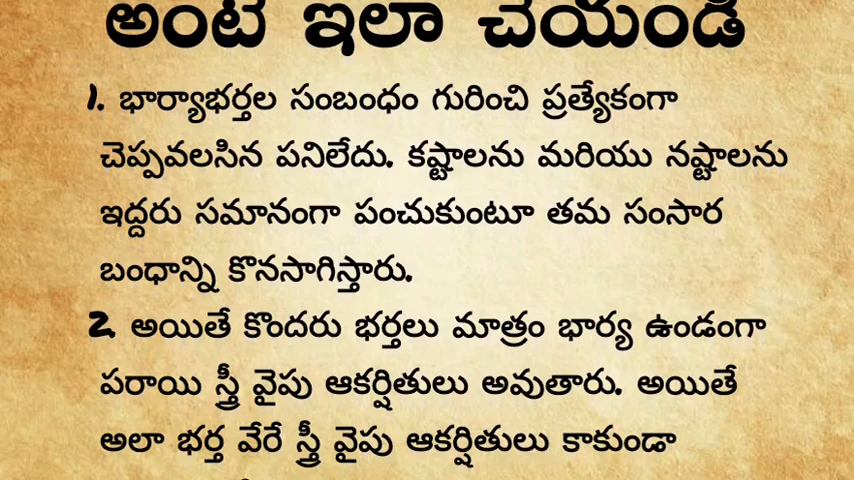 అంటే ఇలా చేయండి
1. భార్యాభర్తల సంబంధం గురించి ప్రత్యేకంగా
చెప్పవలసిన పనిలేదు. కష్టాలను మరియు నష్టాలను
ఇద్దరు సమానంగా పంచుకుంటూ తమ సంసార
బంధాన్ని కొనసాగిస్తారు.
2. అయితే కొందరు భర్తలు మాత్రం భార్య ఉండంగా
పరాయి స్త్రీ వైపు ఆకర్షితులు అవుతారు. అయితే
అలా భర్త వేరే స్త్రీ వైపు ఆకర్షితులు కాకుండా